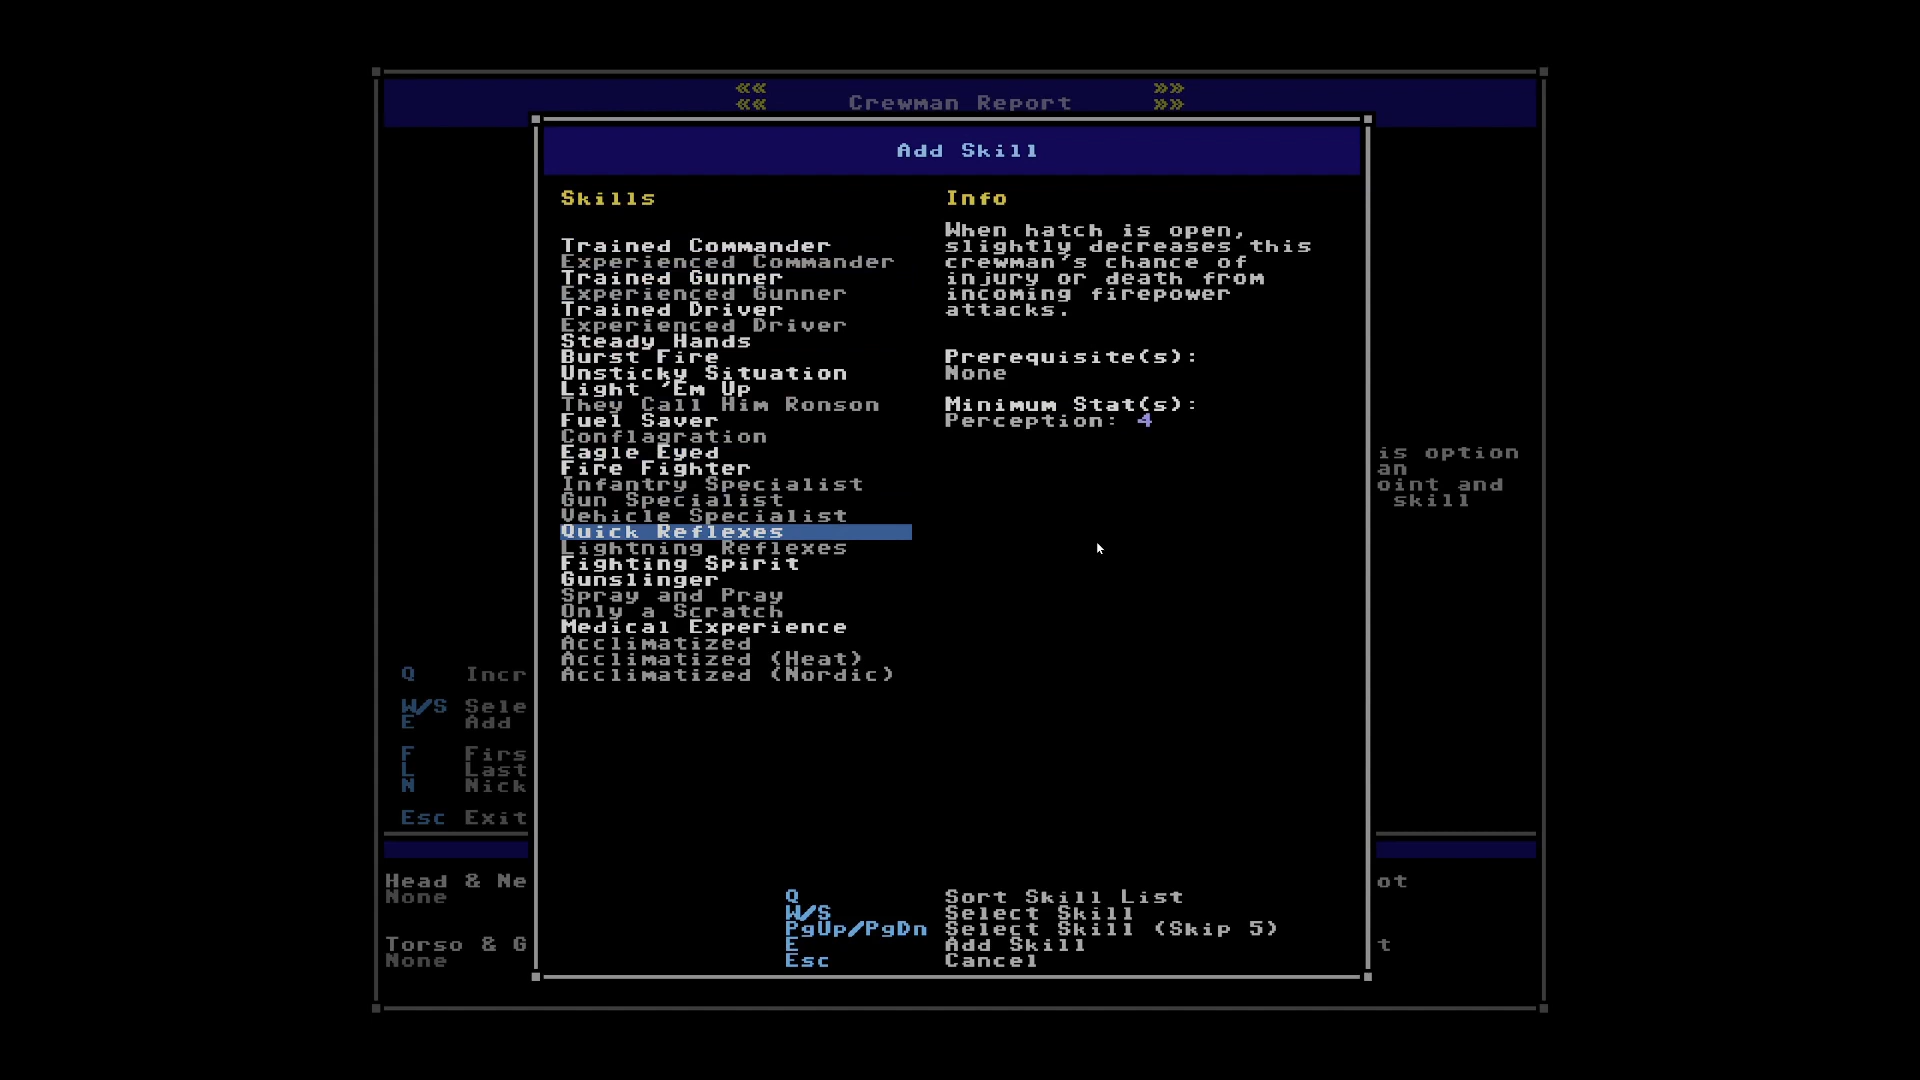 «« »»
«« Crewman Report »»
Add Skill
Skills
Trained Commander
Experienced Commander
Trained Gunner
Experienced Gunner
Trained Driver
Experienced Driver
Steady Hands
Burst Fire
Unsticky Situation
Light 'Em Up
They Call Him Ronson
Fuel Saver
Conflagration
Eagle Eyed
Fire Fighter
Infantry Specialist
Gun Specialist
Vehicle Specialist
Quick Reflexes
Lightning Reflexes
Fighting Spirit
Gunslinger
Spray and Pray
Only a Scratch
Medical Experience
Acclimatized
Acclimatized (Heat)
Acclimatized (Nordic)
Info
When hatch is open,
slightly decreases this
crewman's chance of
injury or death from
incoming firepower
attacks.
Prerequisite(s):
None
Minimum Stat(s):
Perception: 4
is option
an
oint and
skill
Q Incr
W/S Sele
E Add
F Firs
L Last
N Nick
Esc Exit
Head & Ne
None
Torso & G
None
ot
t
Q Sort Skill List
W/S Select Skill
PgUp/PgDn Select Skill (Skip 5)
E Add Skill
Esc Cancel